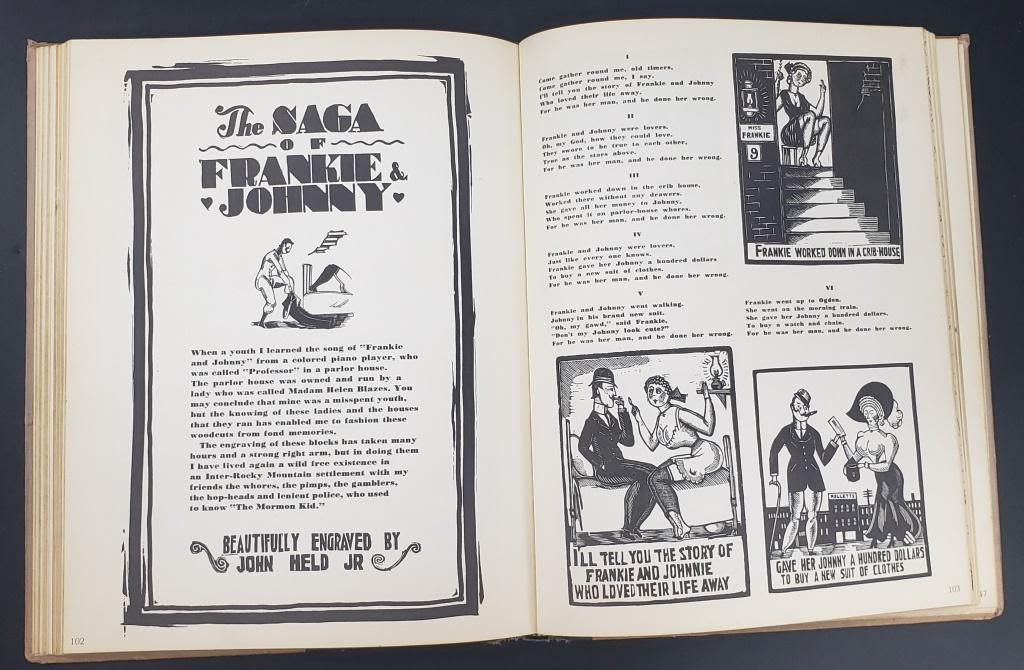 The SAGA
OF
FRANKIE &
JOHNNY
When a youth I learned the song of "Frankie
and Johnny" from a colored piano player, who
was called "Professor" in a parlor house.
The parlor house was owned and run by a
lady who was called Madam Helen Blazes. You
may conclude that mine was a misspent youth,
but the knowing of these ladies and the houses
that they ran has enabled me to fashion these
woodcuts from fond memories.
The engraving of these blocks has taken many
hours and a strong right arm, but in doing them
I have lived again a wild free existence in
an Inter-Rocky Mountain settlement with my
friends the whores, the pimps, the gamblers,
the hop-heads and lenient police, who used
to know "The Mormon Kid."
BEAUTIFULLY ENGRAVED BY
JOHN HELD JR
102
I
Come gather round me, old timers,
Come gather round me, I say.
I'll tell you the story of Frankie and Johnny
Who loved their life away.
For he was her man, and he done her wrong.
II
Frankie and Johnny were lovers.
Oh, my God, how they could love.
They swore to be true to each other,
True as the stars above.
For he was her man, and he done her wrong.
III
Frankie worked down in the crib house,
Worked there without any drawers.
She gave all her money to Johnny,
Who spent it on parlor-house whores.
For he was her man, and he done her wrong.
IV
Frankie and Johnny were lovers,
Just like every one knows.
Frankie gave her Johnny a hundred dollars
To buy a new suit of clothes.
For he was her man, and he done her wrong.
V
Frankie and Johnny went walking.
Johnny in his brand new suit.
"Oh, my gawd," said Frankie,
"Don't my Johnny look cute?"
For he was her man, and he done her wrong.
MISS
FRANKIE
9
FRANKIE WORKED DOWN IN A CRIB-HOUSE
VI
Frankie went up to Ogden.
She went on the morning train.
She gave her Johnny a hundred dollars,
To buy a watch and chain.
For he was her man, and he done her wrong.
I'LL TELL YOU THE STORY OF
FRANKIE AND JOHNNIE
WHO LOVED THEIR LIFE AWAY
MULLETTS
GAVE HER JOHNNY A HUNDRED DOLLARS
TO BUY A NEW SUIT OF CLOTHES
103